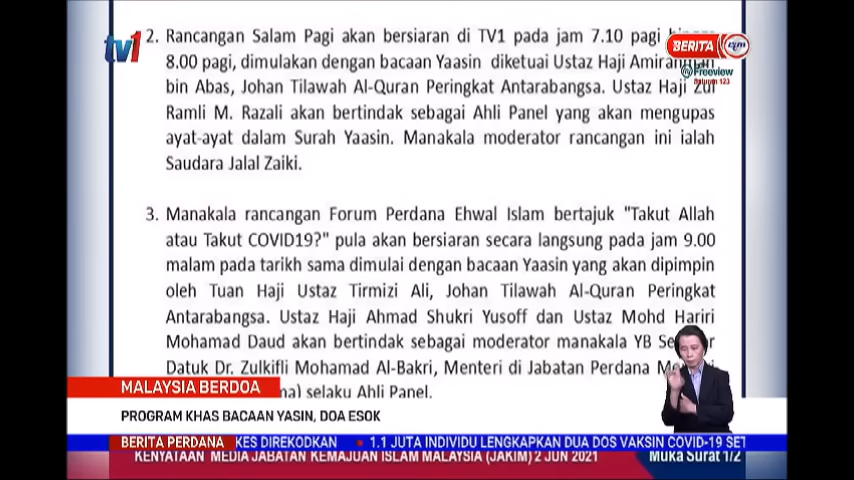 tv1
2. Rancangan Salam Pagi akan bersiaran di TV1 pada jam 7.10 pagi
8.00 pagi, dimulakan dengan bacaan Yaasin diketuai Ustaz Haji
bin Abas, Johan Tilawah Al-Quran Peringkat Antarabangsa. Ustaz Haji Zul
Ramli M. Razali akan bertindak sebagai Ahli Panel yang akan mengupas
ayat-ayat dalam Surah Yaasin. Manakala moderator rancangan ini ialah
Saudara Jalal Zaiki.
BERITA rtm
Freeview
Saluran 123
3. Manakala rancangan Forum Perdana Ehwal Islam bertajuk "Takut Allah
atau Takut COVID19?" pula akan bersiaran secara langsung pada jam 9.00
malam pada tarikh sama dimulai dengan bacaan Yaasin yang akan dipimpin
oleh Tuan Haji Ustaz Tirmizi Ali, Johan Tilawah Al-Quran Peringkat
Antarabangsa. Ustaz Haji Ahmad Shukri Yusoff dan Ustaz Mohd Hariri
Mohamad Daud akan bertindak sebagai moderator manakala YB
Datuk Dr. Zulkifli Mohamad Al-Bakri, Menteri di Jabatan Perdana
selaku Ahli Panel.
MALAYSIA BERDOA
PROGRAM KHAS BACAAN YASIN, DOA ESOK
BERITA PERDANA KES DIREKODKAN • 1.1 JUTA INDIVIDU LENGKAPKAN DUA DOS VAKSIN COVID-19 SET
KENYATAAN MEDIA JABATAN KEMAJUAN ISLAM MALAYSIA (JAKIM) 2 JUN 2021 Muka Surat 1/2